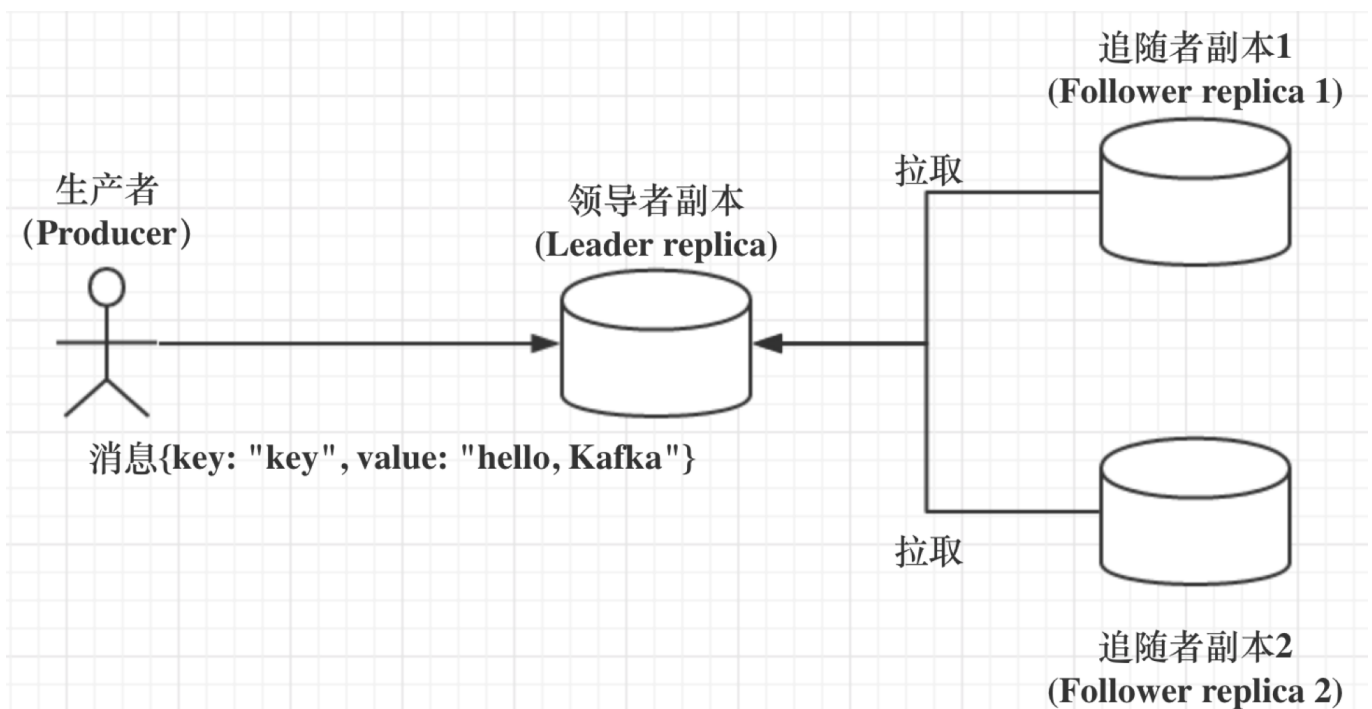 追随者副本1
(Follower replica 1)
拉取
生产者
（Producer）
领导者副本
(Leader replica)
消息{key: "key", value: "hello, Kafka"}
拉取
追随者副本2
(Follower replica 2)